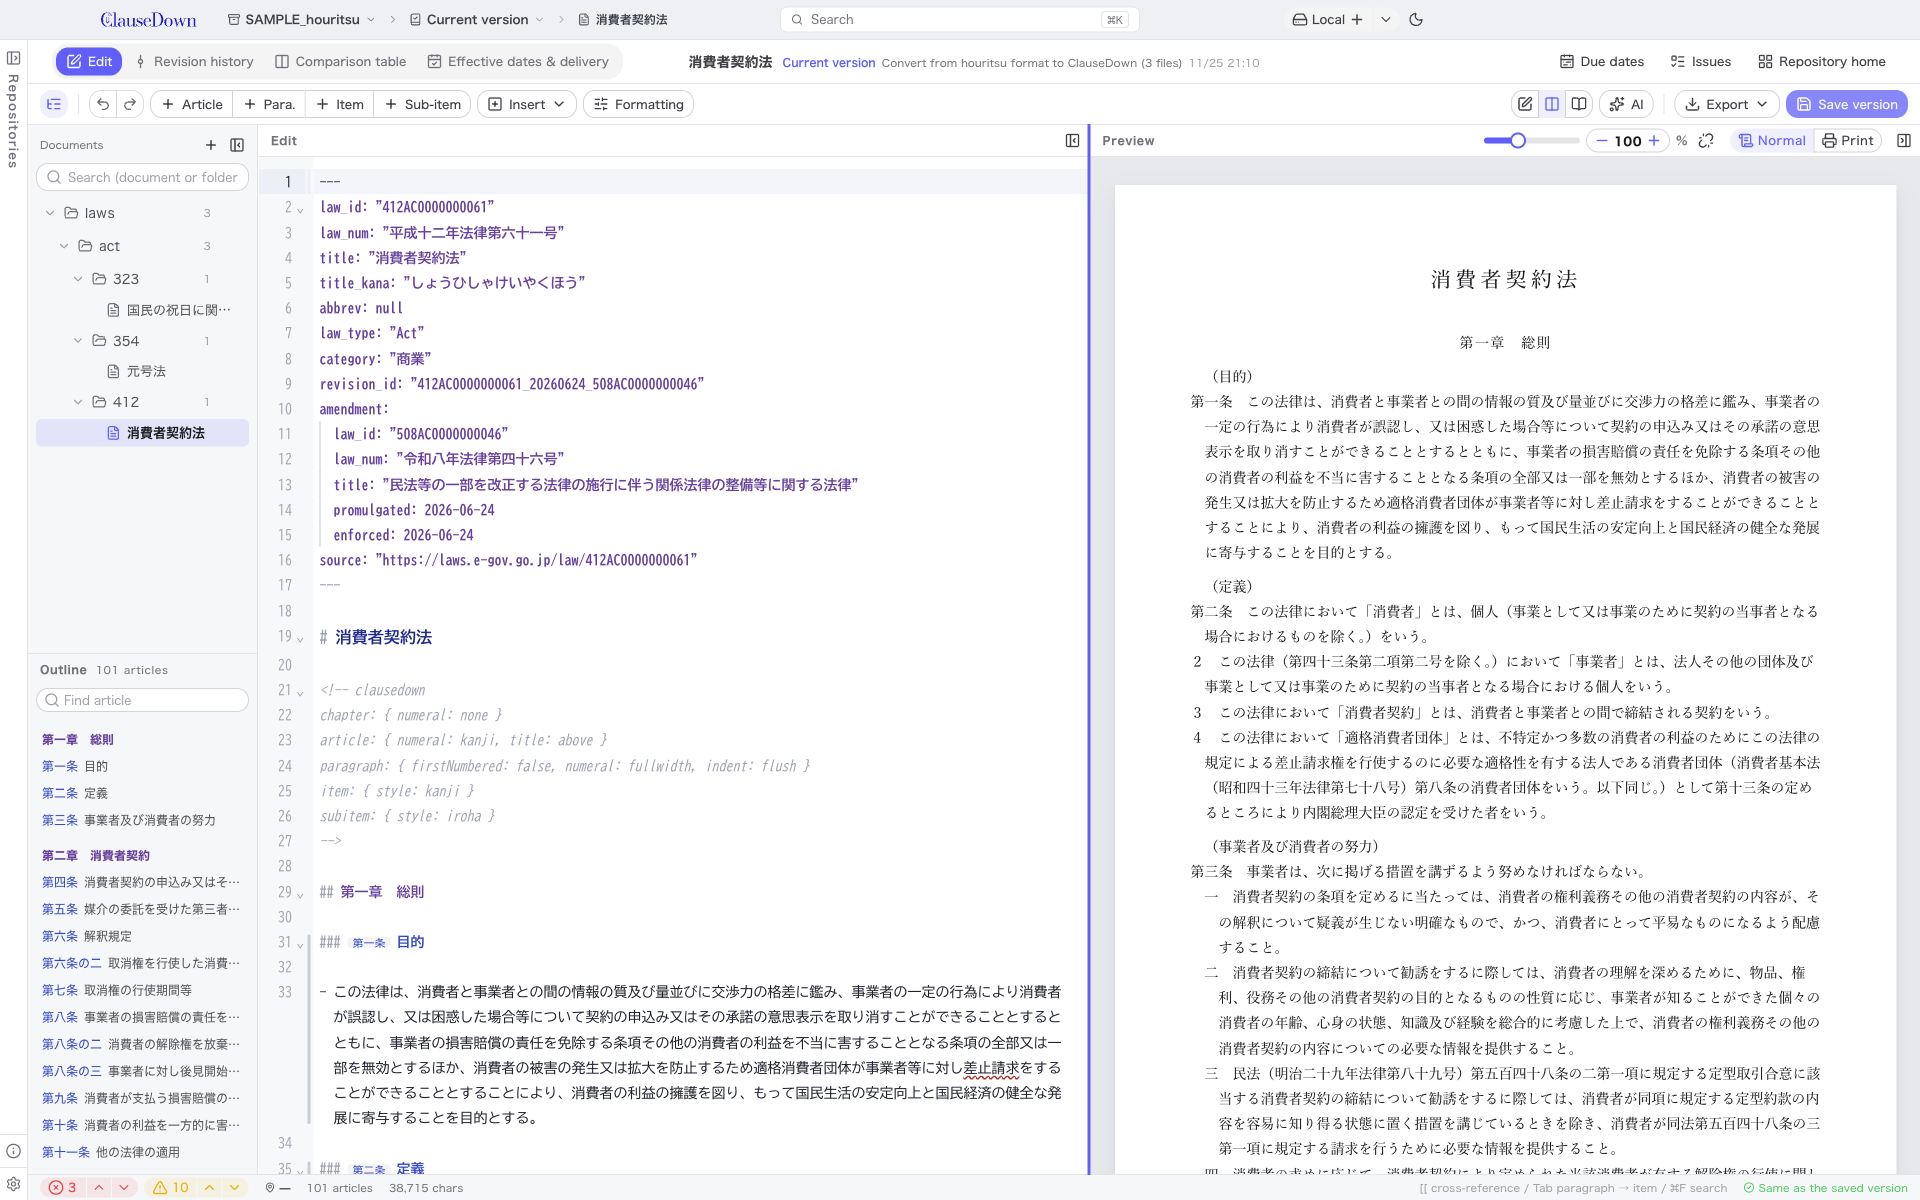 ClauseDown SAMPLE_houritsu Current version 消費者契約法 Search ⌘K Local
Edit Revision history Comparison table Effective dates & delivery 消費者契約法 Current version Convert from houritsu format to ClauseDown (3 files) 11/25 21:10 Due dates Issues Repository home
Article Para. Item Sub-item Insert Formatting AI Export Save version
Repositories
Documents
Search (document or folder
laws 3
act 3
323 1
国民の祝日に関…
354 1
元号法
412 1
消費者契約法
Outline 101 articles
Find article
第一章　総則
第一条 目的
第二条 定義
第三条 事業者及び消費者の努力
第二章　消費者契約
第四条 消費者契約の申込み又はそ…
第五条 媒介の委託を受けた第三者…
第六条 解釈規定
第六条の二 取消権を行使した消費…
第七条 取消権の行使期間等
第八条 事業者の損害賠償の責任を…
第八条の二 消費者の解除権を放棄…
第八条の三 事業者に対し後見開始…
第九条 消費者が支払う損害賠償の…
第十条 消費者の利益を一方的に害…
第十一条 他の法律の適用
Edit
1 ---
2 law_id: "412AC0000000061"
3 law_num: "平成十二年法律第六十一号"
4 title: "消費者契約法"
5 title_kana: "しょうひしゃけいやくほう"
6 abbrev: null
7 law_type: "Act"
8 category: "商業"
9 revision_id: "412AC0000000061_20260624_508AC0000000046"
10 amendment:
11 law_id: "508AC0000000046"
12 law_num: "令和八年法律第四十六号"
13 title: "民法等の一部を改正する法律の施行に伴う関係法律の整備等に関する法律"
14 promulgated: 2026-06-24
15 enforced: 2026-06-24
16 source: "https://laws.e-gov.go.jp/law/412AC0000000061"
17 ---
18
19 # 消費者契約法
20
21 <!-- clausedown
22 chapter: { numeral: none }
23 article: { numeral: kanji, title: above }
24 paragraph: { firstNumbered: false, numeral: fullwidth, indent: flush }
25 item: { style: kanji }
26 subitem: { style: iroha }
27 -->
28
29 ## 第一章　総則
30
31 ### 第一条 目的
32
33 - この法律は、消費者と事業者との間の情報の質及び量並びに交渉力の格差に鑑み、事業者の一定の行為により消費者
が誤認し、又は困惑した場合等について契約の申込み又はその承諾の意思表示を取り消すことができることとすると
ともに、事業者の損害賠償の責任を免除する条項その他の消費者の利益を不当に害することとなる条項の全部又は一
部を無効とするほか、消費者の被害の発生又は拡大を防止するため適格消費者団体が事業者等に対し差止請求をする
ことができることとすることにより、消費者の利益の擁護を図り、もって国民生活の安定向上と国民経済の健全な発
展に寄与することを目的とする。
34
35 ### 第二条 定義
Preview 100 % Normal Print
消費者契約法
第一章　総則
（目的）
第一条　この法律は、消費者と事業者との間の情報の質及び量並びに交渉力の格差に鑑み、事業者の
一定の行為により消費者が誤認し、又は困惑した場合等について契約の申込み又はその承諾の意思
表示を取り消すことができることとするとともに、事業者の損害賠償の責任を免除する条項その他
の消費者の利益を不当に害することとなる条項の全部又は一部を無効とするほか、消費者の被害の
発生又は拡大を防止するため適格消費者団体が事業者等に対し差止請求をすることができることと
することにより、消費者の利益の擁護を図り、もって国民生活の安定向上と国民経済の健全な発展
に寄与することを目的とする。
（定義）
第二条　この法律において「消費者」とは、個人（事業として又は事業のために契約の当事者となる
場合におけるものを除く。）をいう。
２　この法律（第四十三条第二項第二号を除く。）において「事業者」とは、法人その他の団体及び
事業として又は事業のために契約の当事者となる場合における個人をいう。
３　この法律において「消費者契約」とは、消費者と事業者との間で締結される契約をいう。
４　この法律において「適格消費者団体」とは、不特定かつ多数の消費者の利益のためにこの法律の
規定による差止請求権を行使するのに必要な適格性を有する法人である消費者団体（消費者基本法
（昭和四十三年法律第七十八号）第八条の消費者団体をいう。以下同じ。）として第十三条の定め
るところにより内閣総理大臣の認定を受けた者をいう。
（事業者及び消費者の努力）
第三条　事業者は、次に掲げる措置を講ずるよう努めなければならない。
一　消費者契約の条項を定めるに当たっては、消費者の権利義務その他の消費者契約の内容が、そ
の解釈について疑義が生じない明確なもので、かつ、消費者にとって平易なものになるよう配慮
すること。
二　消費者契約の締結について勧誘をするに際しては、消費者の理解を深めるために、物品、権
利、役務その他の消費者契約の目的となるものの性質に応じ、事業者が知ることができた個々の
消費者の年齢、心身の状態、知識及び経験を総合的に考慮した上で、消費者の権利義務その他の
消費者契約の内容についての必要な情報を提供すること。
三　民法（明治二十九年法律第八十九号）第五百四十八条の二第一項に規定する定型取引合意に該
当する消費者契約の締結について勧誘をするに際しては、消費者が同項に規定する定型約款の内
容を容易に知り得る状態に置く措置を講じているときを除き、消費者が同法第五百四十八条の三
第一項に規定する請求を行うために必要な情報を提供すること。
四　消費者の求めに応じて、消費者契約により定められた当該消費者が有する解除権の行使に関し
3 10 — 101 articles 38,715 chars [[ cross-reference / Tab paragraph → item / ⌘F search Same as the saved version